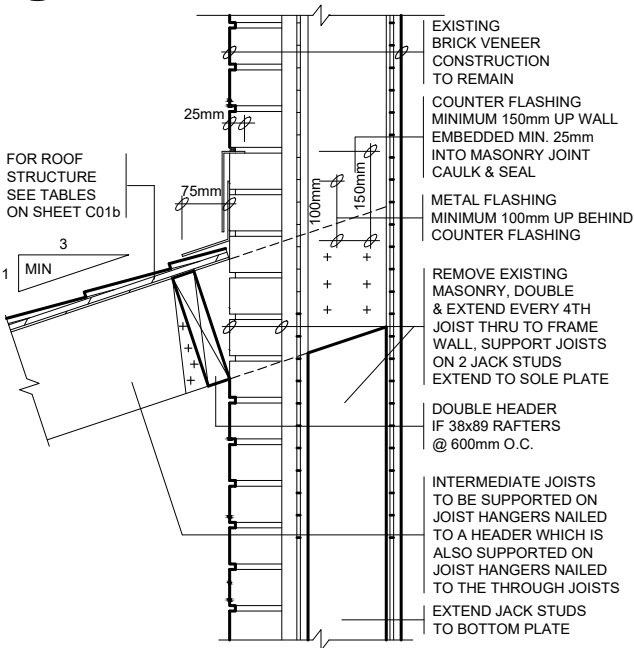 EXISTING
BRICK VENEER
CONSTRUCTION
TO REMAIN
COUNTER FLASHING
MINIMUM 150mm UP WALL
EMBEDDED MIN. 25mm
INTO MASONRY JOINT
CAULK & SEAL
METAL FLASHING
MINIMUM 100mm UP BEHIND
COUNTER FLASHING
REMOVE EXISTING
MASONRY, DOUBLE
& EXTEND EVERY 4TH
JOIST THRU TO FRAME
WALL, SUPPORT JOISTS
ON 2 JACK STUDS
EXTEND TO SOLE PLATE
DOUBLE HEADER
IF 38x89 RAFTERS
@ 600mm O.C.
INTERMEDIATE JOISTS
TO BE SUPPORTED ON
JOIST HANGERS NAILED
TO A HEADER WHICH IS
ALSO SUPPORTED ON
JOIST HANGERS NAILED
TO THE THROUGH JOISTS
EXTEND JACK STUDS
TO BOTTOM PLATE
FOR ROOF
STRUCTURE
SEE TABLES
ON SHEET C01b
25mm
75mm
100mm
150mm
3
1
MIN